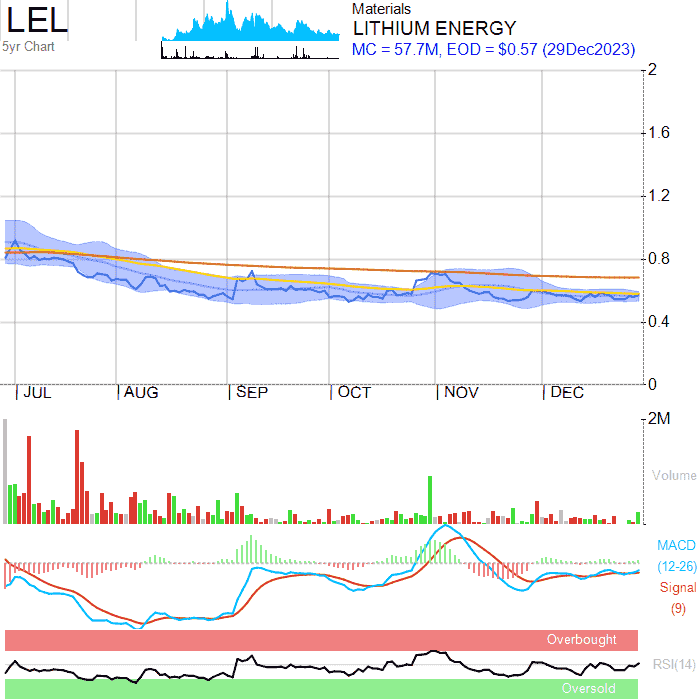 LEL
5yr Chart
Materials
LITHIUM ENERGY
MC = 57.7M, EOD = $0.57 (29Dec2023)
2
1.6
1.2
0.8
0.4
0
JUL AUG SEP OCT NOV DEC
2M
Volume
MACD
(12-26)
Signal
(9)
Overbought
RSI(14)
Oversold